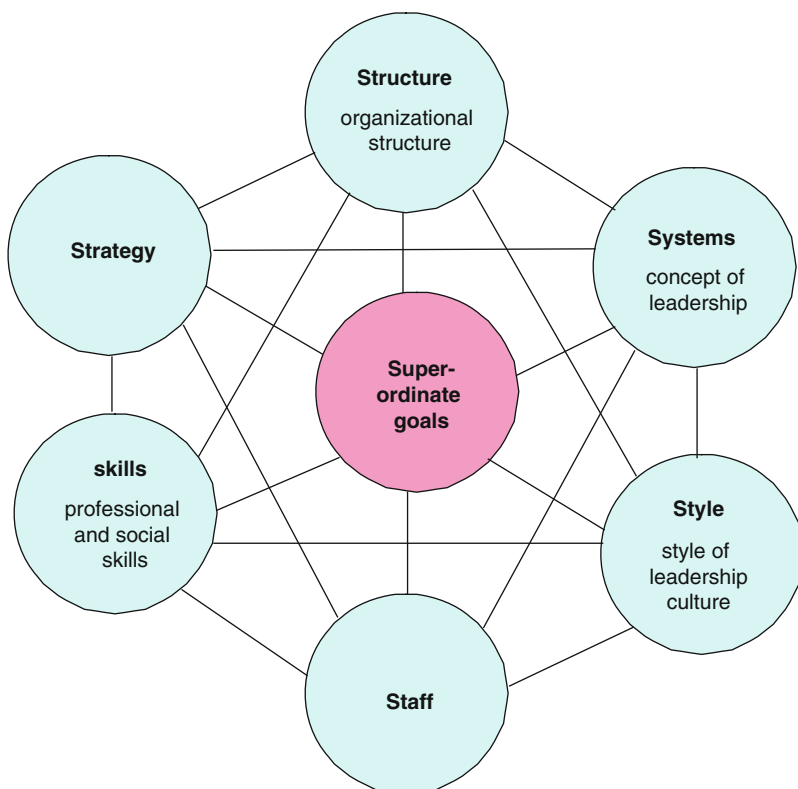 Structure
organizational
structure
Strategy
Systems
concept of
leadership
Super-
ordinate
goals
skills
professional
and social
skills
Style
style of
leadership
culture
Staff